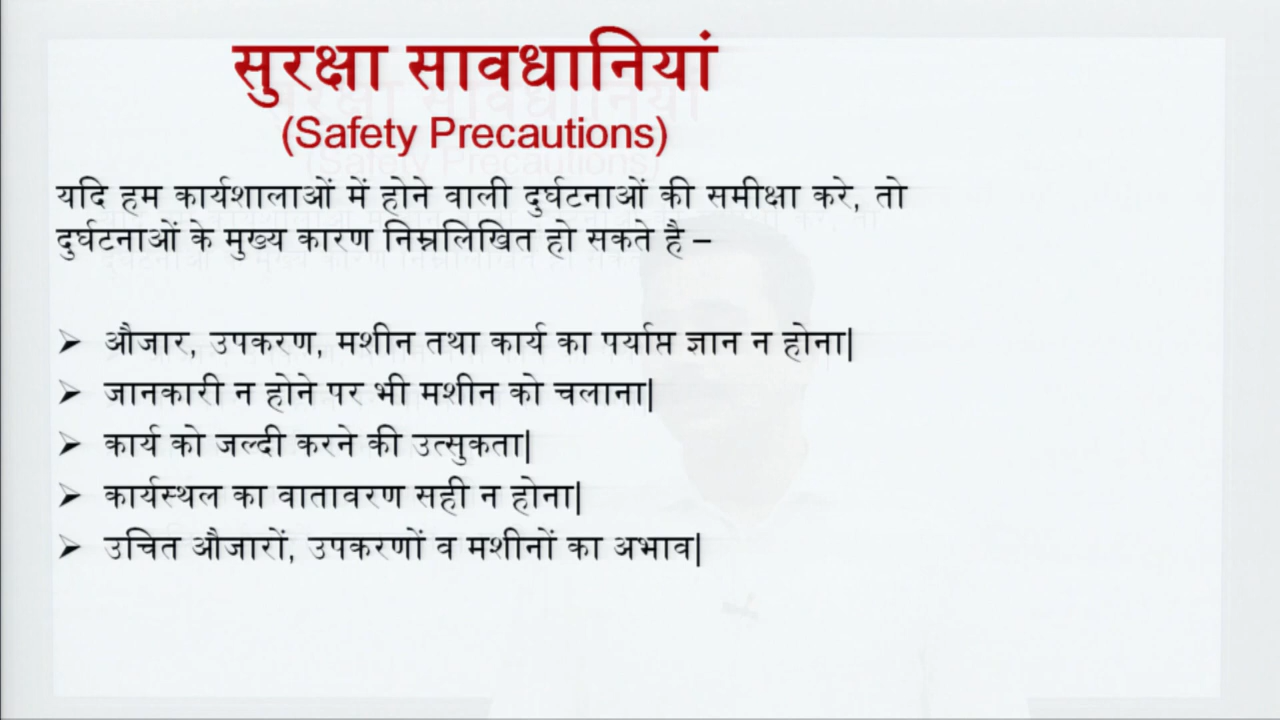 सुरक्षा सावधानियां
(Safety Precautions)
यदि हम कार्यशालाओं में होने वाली दुर्घटनाओं की समीक्षा करे, तो
दुर्घटनाओं के मुख्य कारण निम्नलिखित हो सकते है –
➢ औजार, उपकरण, मशीन तथा कार्य का पर्याप्त ज्ञान न होना|
➢ जानकारी न होने पर भी मशीन को चलाना|
➢ कार्य को जल्दी करने की उत्सुकता|
➢ कार्यस्थल का वातावरण सही न होना|
➢ उचित औजारों, उपकरणों व मशीनों का अभाव|